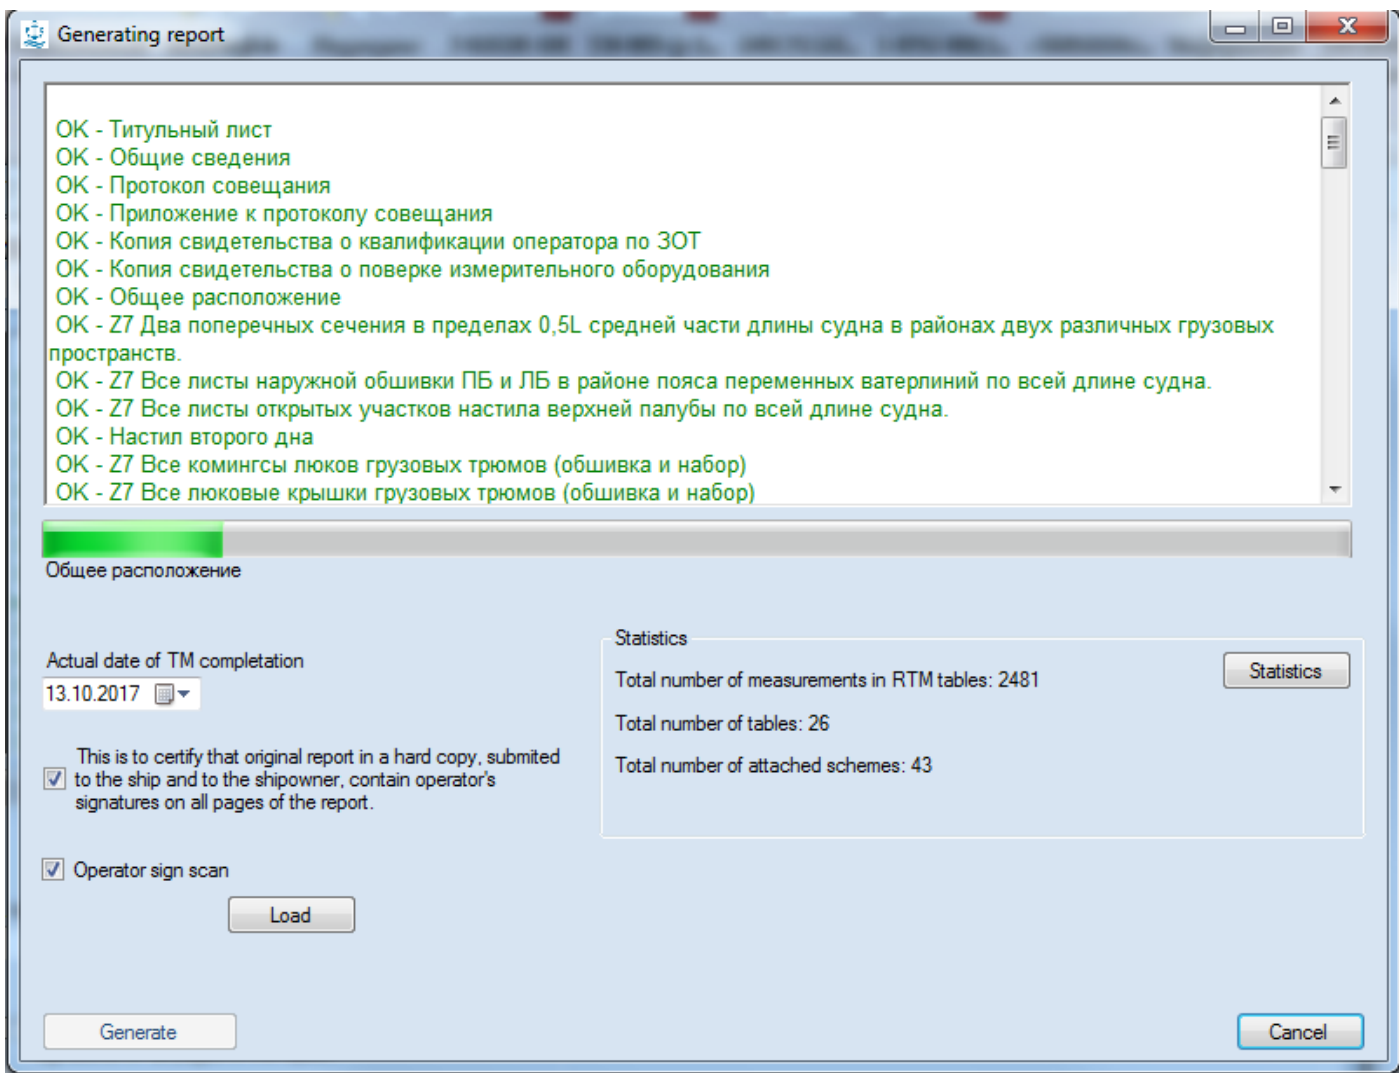 Generating report
OK - Титульный лист
OK - Общие сведения
OK - Протокол совещания
OK - Приложение к протоколу совещания
OK - Копия свидетельства о квалификации оператора по ЗОТ
OK - Копия свидетельства о поверке измерительного оборудования
OK - Общее расположение
OK - Z7 Два поперечных сечения в пределах 0,5L средней части длины судна в районах двух различных грузовых
пространств.
OK - Z7 Все листы наружной обшивки ПБ и ЛБ в районе пояса переменных ватерлиний по всей длине судна.
OK - Z7 Все листы открытых участков настила верхней палубы по всей длине судна.
OK - Настил второго дна
OK - Z7 Все комингсы люков грузовых трюмов (обшивка и набор)
OK - Z7 Все люковые крышки грузовых трюмов (обшивка и набор)
Общее расположение
Actual date of TM completation
13.10.2017
This is to certify that original report in a hard copy, submited
to the ship and to the shipowner, contain operator's
signatures on all pages of the report.
Operator sign scan
Load
Statistics
Statistics
Total number of measurements in RTM tables: 2481
Total number of tables: 26
Total number of attached schemes: 43
Generate
Cancel